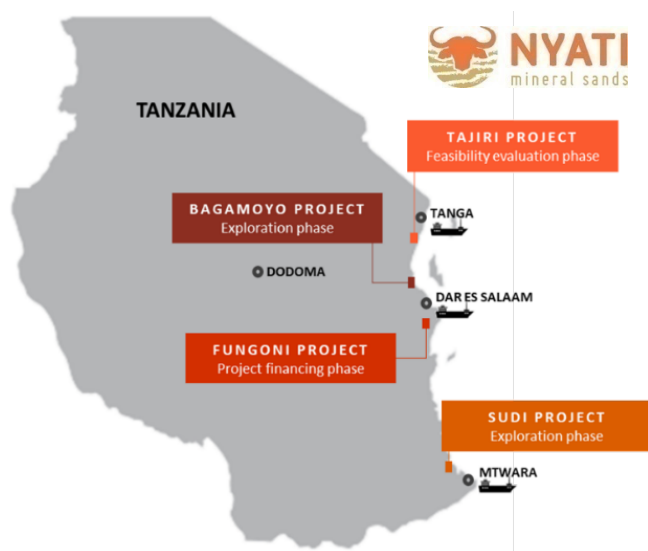 NYATI
mineral sands
TANZANIA
TAJIRI PROJECT
Feasibility evaluation phase
BAGAMOYO PROJECT
Exploration phase
TANGA
DODOMA
DAR ES SALAAM
FUNGONI PROJECT
Project financing phase
SUDI PROJECT
Exploration phase
MTWARA